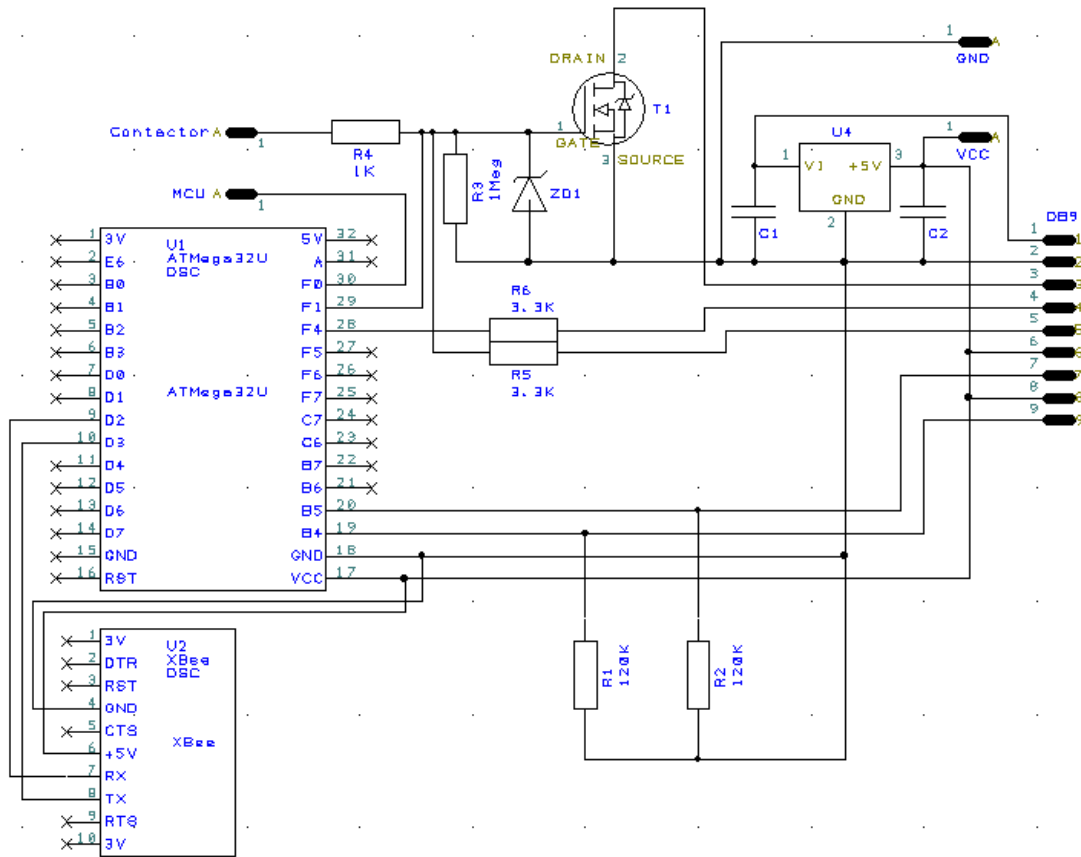 1
A
GND
DRAIN 2
T1
Contactor A
1
R4
1K
1
GATE
3 SOURCE
R3
1Meg
ZD1
U4
1 VI +5V 3
GND
2
1
A
VCC
C1
C2
DB9
MCU A
1
U1
ATMega32U
DSC
ATMega32U
1 3V
2 E6
3 B0
4 B1
5 B2
6 B3
7 D0
8 D1
9 D2
10 D3
11 D4
12 D5
13 D6
14 D7
15 GND
16 RST
5V 32
A 31
F0 30
F1 29
F4 28
F5 27
F6 26
F7 25
C7 24
C6 23
B7 22
B6 21
B5 20
B4 19
GND 18
VCC 17
R6
3.3K
R5
3.3K
1 1
2 2
3 3
4 4
5 5
6 6
7 7
8 8
9 9
R1
120K
R2
120K
U2
XBee
DSC
XBee
1 3V
2 DTR
3 RST
4 GND
5 CTS
6 +5V
7 RX
8 TX
9 RTS
10 3V